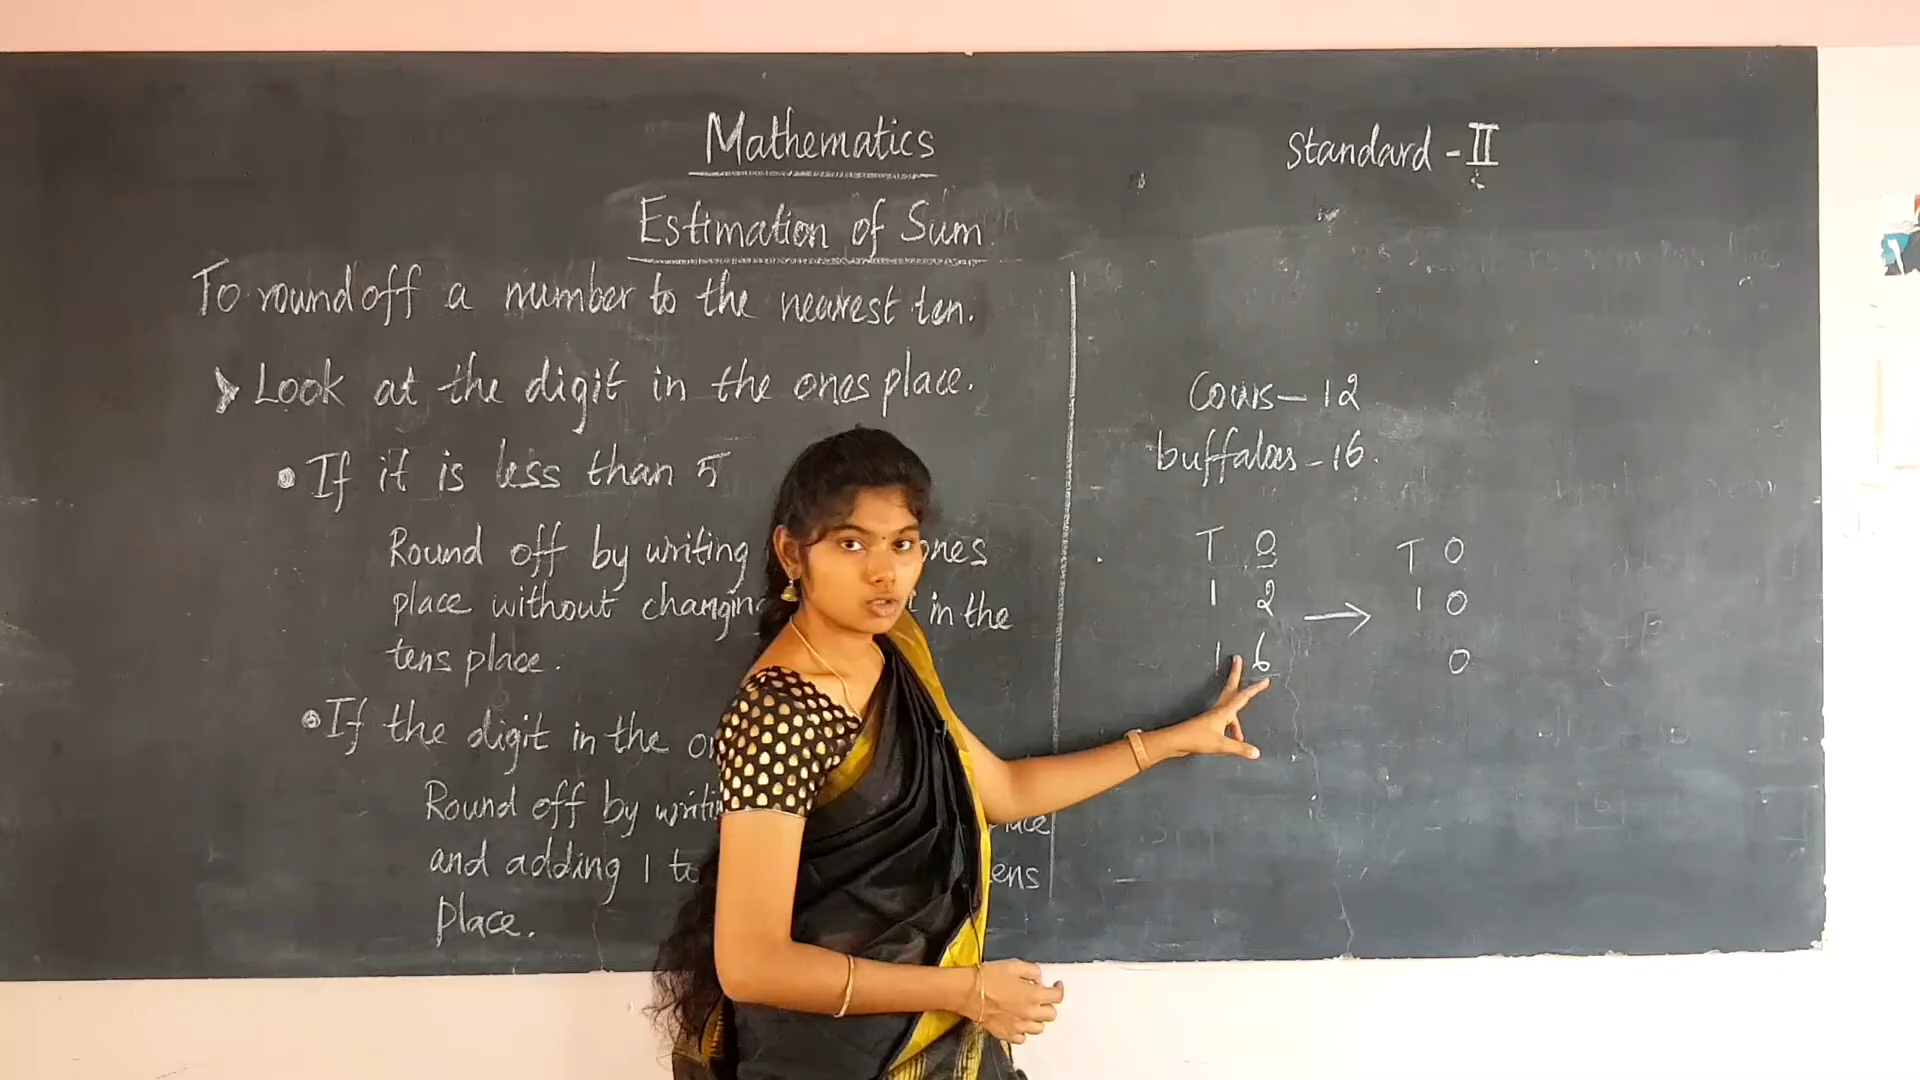 Mathematics
Standard - II
Estimation of Sum
To round off a number to the nearest ten.
Look at the digit in the ones place.
If it is less than 5
Round off by writing ones
place without in the
tens place.
If the digit in the
Round off by
and adding 1 to
place.
Cows - 12
buffaloes - 16.
T O T O
1 2 → 1 0
1 6 0